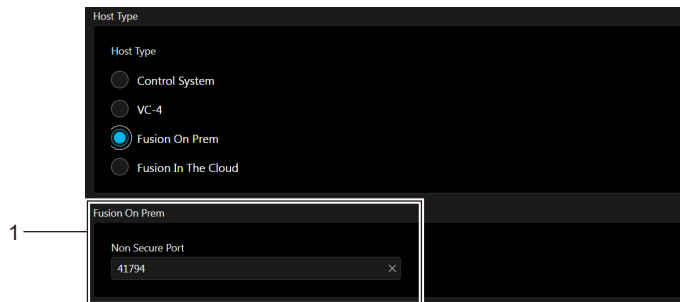 Host Type
Host Type
Control System
VC-4
Fusion On Prem
Fusion In The Cloud
Fusion On Prem
1
Non Secure Port
41794